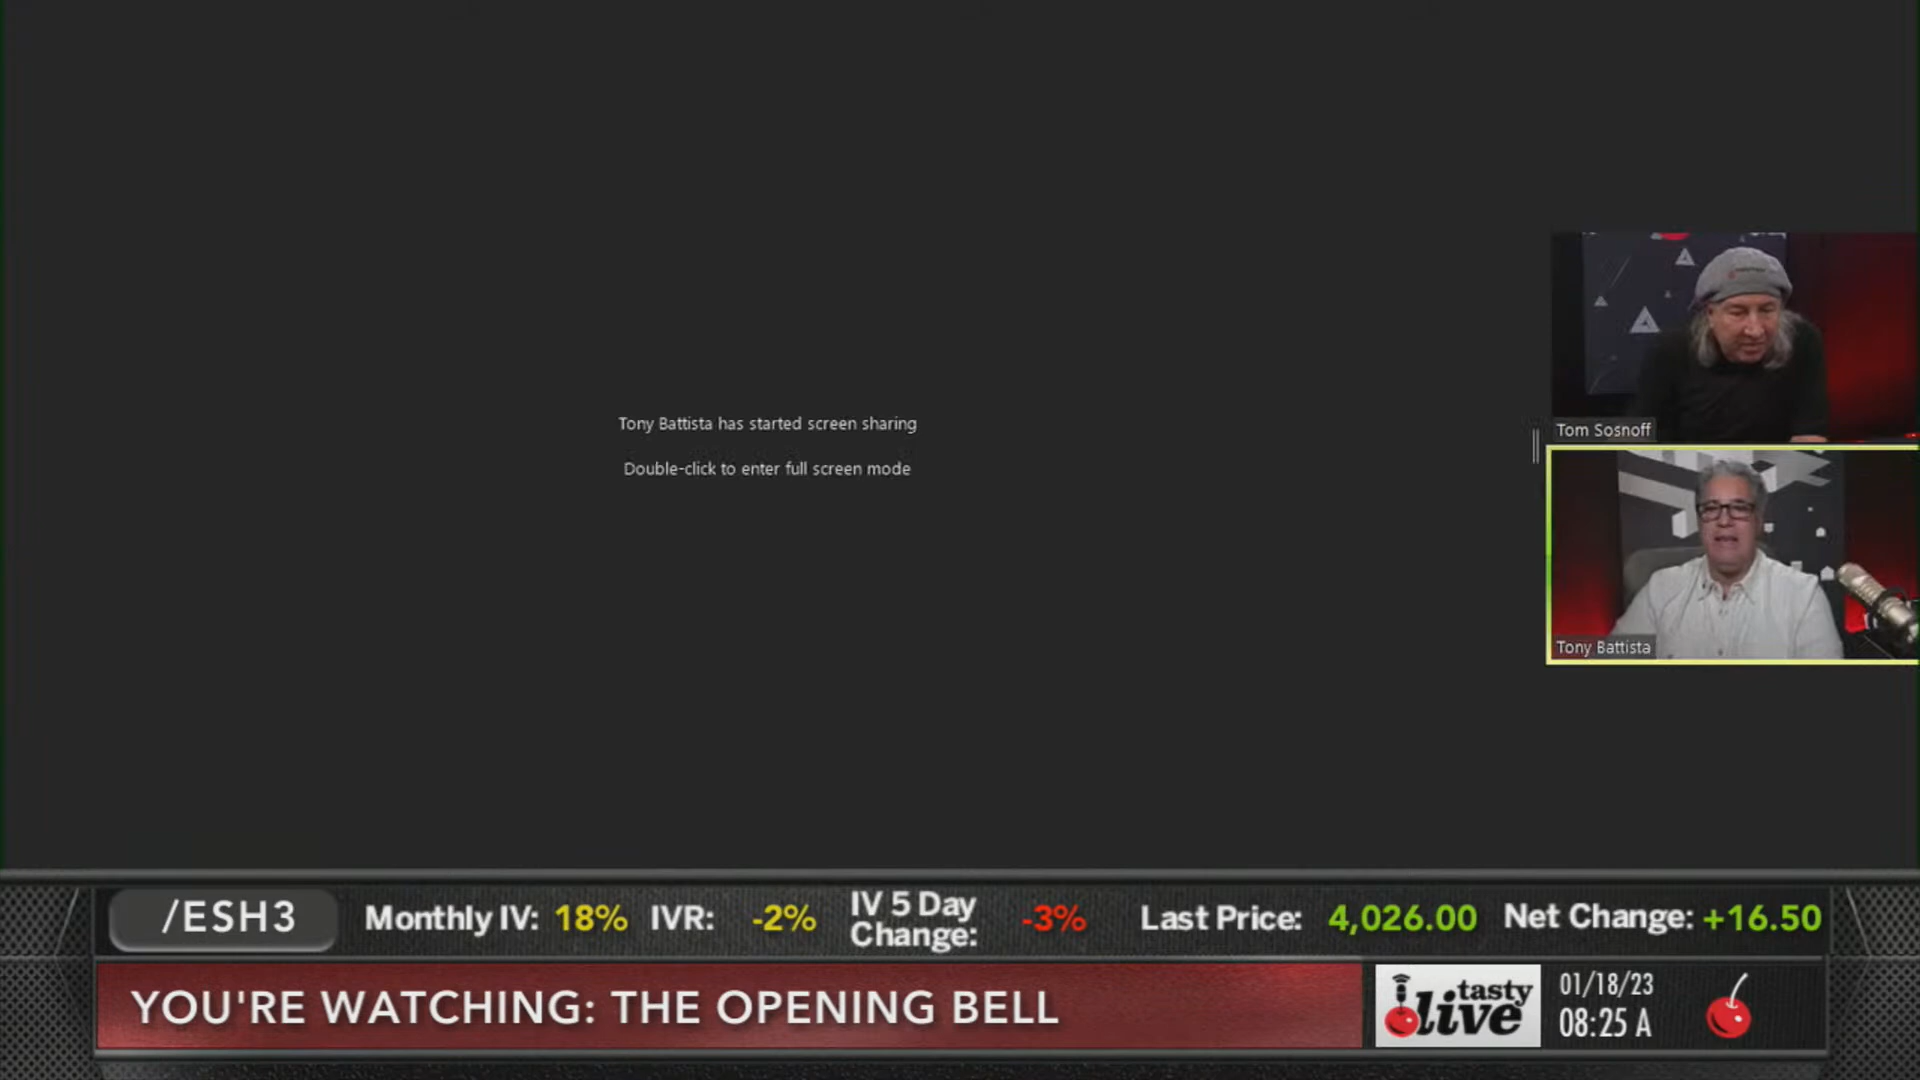 Tony Battista has started screen sharing
Double-click to enter full screen mode
Tom Sosnoff
Tony Battista
/ESH3 Monthly IV: 18% IVR: -2% IV 5 Day Change: -3% Last Price: 4,026.00 Net Change: +16.50
YOU'RE WATCHING: THE OPENING BELL
tasty live
01/18/23
08:25 A